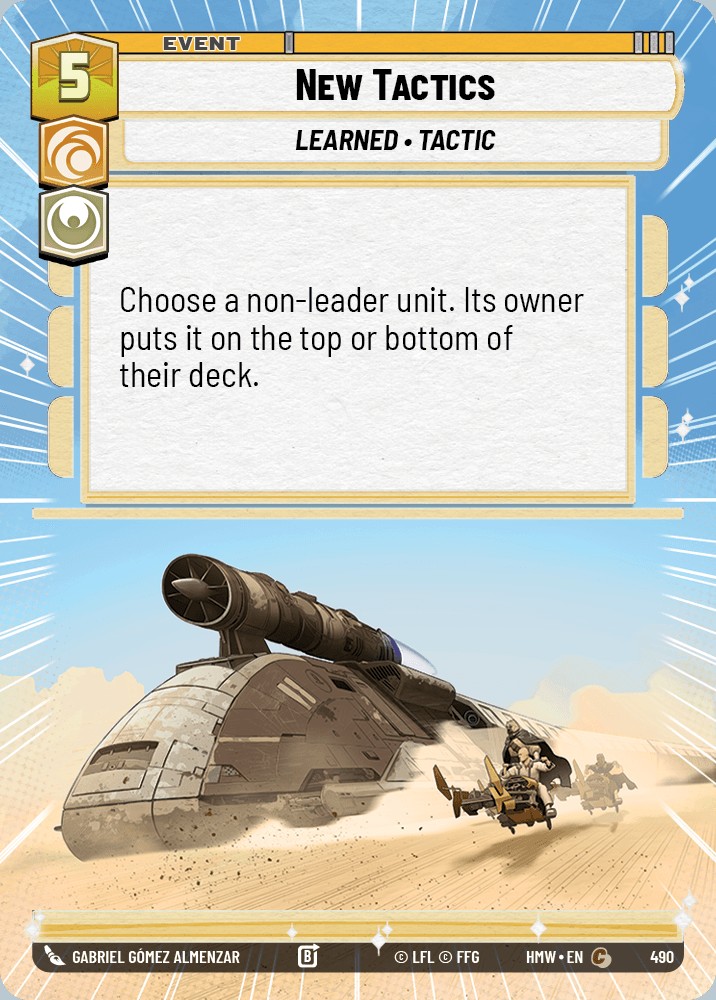 EVENT
5
NEW TACTICS
LEARNED • TACTIC
Choose a non-leader unit. Its owner
puts it on the top or bottom of
their deck.
GABRIEL GÓMEZ ALMENZAR
B
© LFL © FFG
HMW • EN
C
490